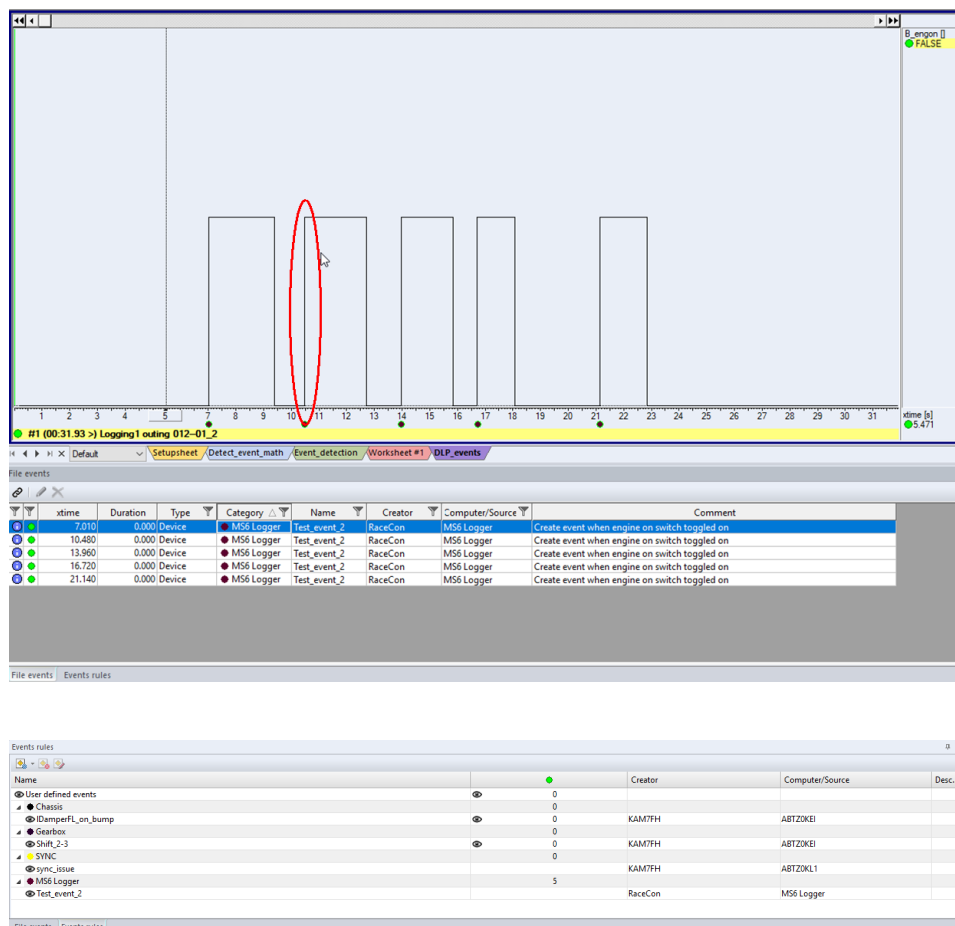 B_engon []
FALSE
1 2 3 4 5 7 8 9 10 11 12 13 14 15 16 17 18 19 20 21 22 23 24 25 26 27 28 29 30 31
xtime [s]
5.471
#1 (00:31.93 >) Logging1 outing 012--01_2
Default Setupsheet Detect_event_math Event_detection Worksheet #1 DLP_events
File events
xtime Duration Type Category Name Creator Computer/Source Comment
7.010 0.000 Device MS6 Logger Test_event_2 RaceCon MS6 Logger Create event when engine on switch toggled on
10.480 0.000 Device MS6 Logger Test_event_2 RaceCon MS6 Logger Create event when engine on switch toggled on
13.960 0.000 Device MS6 Logger Test_event_2 RaceCon MS6 Logger Create event when engine on switch toggled on
16.720 0.000 Device MS6 Logger Test_event_2 RaceCon MS6 Logger Create event when engine on switch toggled on
21.140 0.000 Device MS6 Logger Test_event_2 RaceCon MS6 Logger Create event when engine on switch toggled on
File events Events rules
Events rules
Name Creator Computer/Source Desc.
User defined events 0
Chassis 0
IDamperFL_on_bump 0 KAM7FH ABTZ0KEI
Gearbox 0
Shift_2-3 0 KAM7FH ABTZ0KEI
SYNC 0
sync_issue KAM7FH ABTZ0KL1
MS6 Logger 5
Test_event_2 RaceCon MS6 Logger
File events Events rules